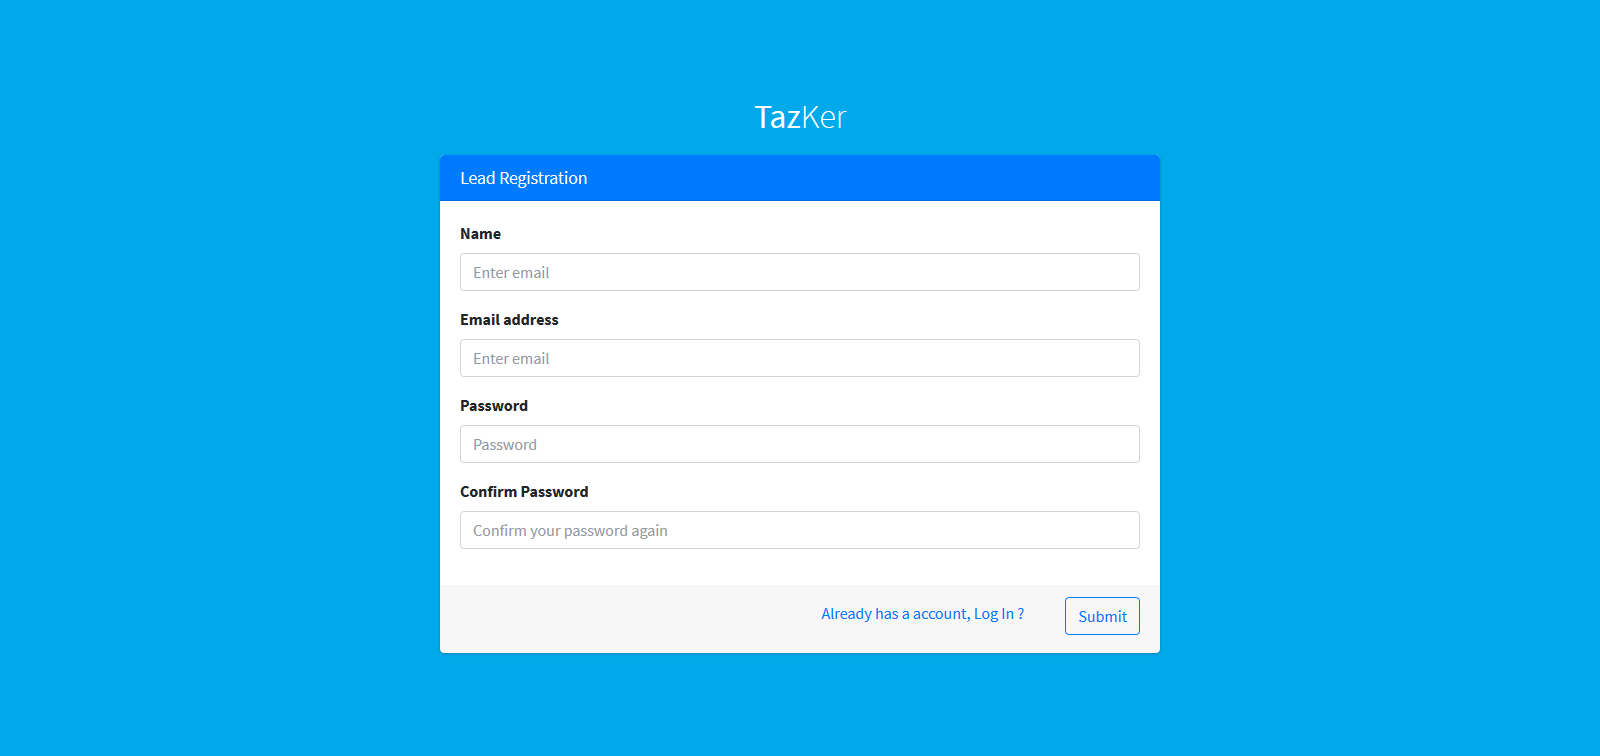 TazKer
Lead Registration
Name
Enter email
Email address
Enter email
Password
Password
Confirm Password
Confirm your password again
Already has a account, Log In ?
Submit